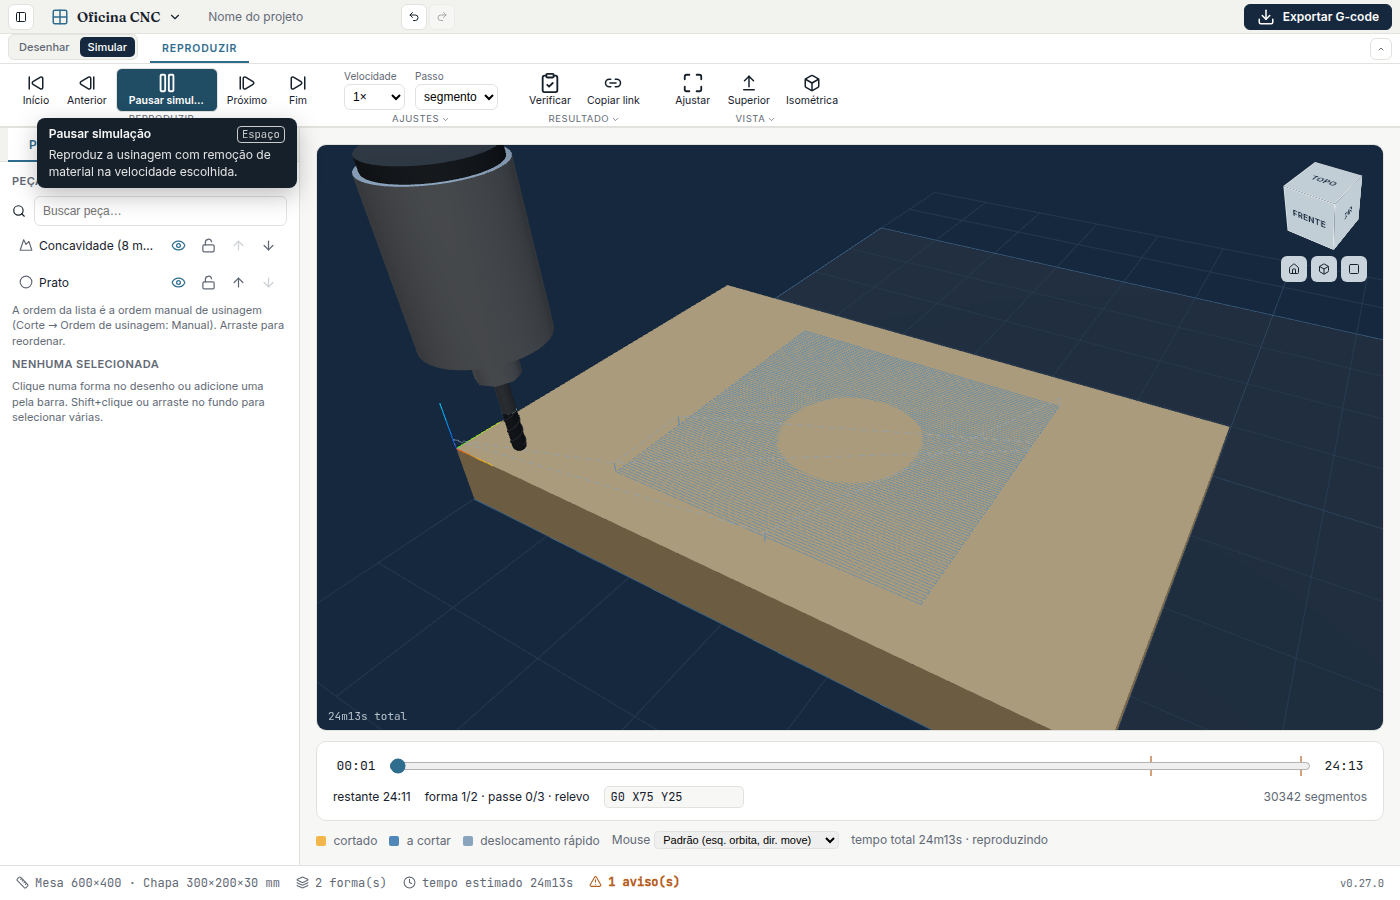 Oficina CNC
Nome do projeto
Exportar G-code
Desenhar
Simular
REPRODUZIR
Início
Anterior
Pausar simul...
Próximo
Fim
Velocidade
1×
Passo
segmento
Verificar
Copiar link
Ajustar
Superior
Isométrica
AJUSTES
RESULTADO
VISTA
Pausar simulação
Espaço
Reproduz a usinagem com remoção de
material na velocidade escolhida.
Buscar peça…
Concavidade (8 m...
Prato
A ordem da lista é a ordem manual de usinagem
(Corte → Ordem de usinagem: Manual). Arraste para
reordenar.
NENHUMA SELECIONADA
Clique numa forma no desenho ou adicione uma
pela barra. Shift+clique ou arraste no fundo para
selecionar várias.
TOPO
FRENTE
24m13s total
00:01
24:13
restante 24:11
forma 1/2 · passe 0/3 · relevo
G0 X75 Y25
30342 segmentos
cortado
a cortar
deslocamento rápido
Mouse
Padrão (esq. orbita, dir. move)
tempo total 24m13s · reproduzindo
Mesa 600×400 · Chapa 300×200×30 mm
2 forma(s)
tempo estimado 24m13s
1 aviso(s)
v0.27.0